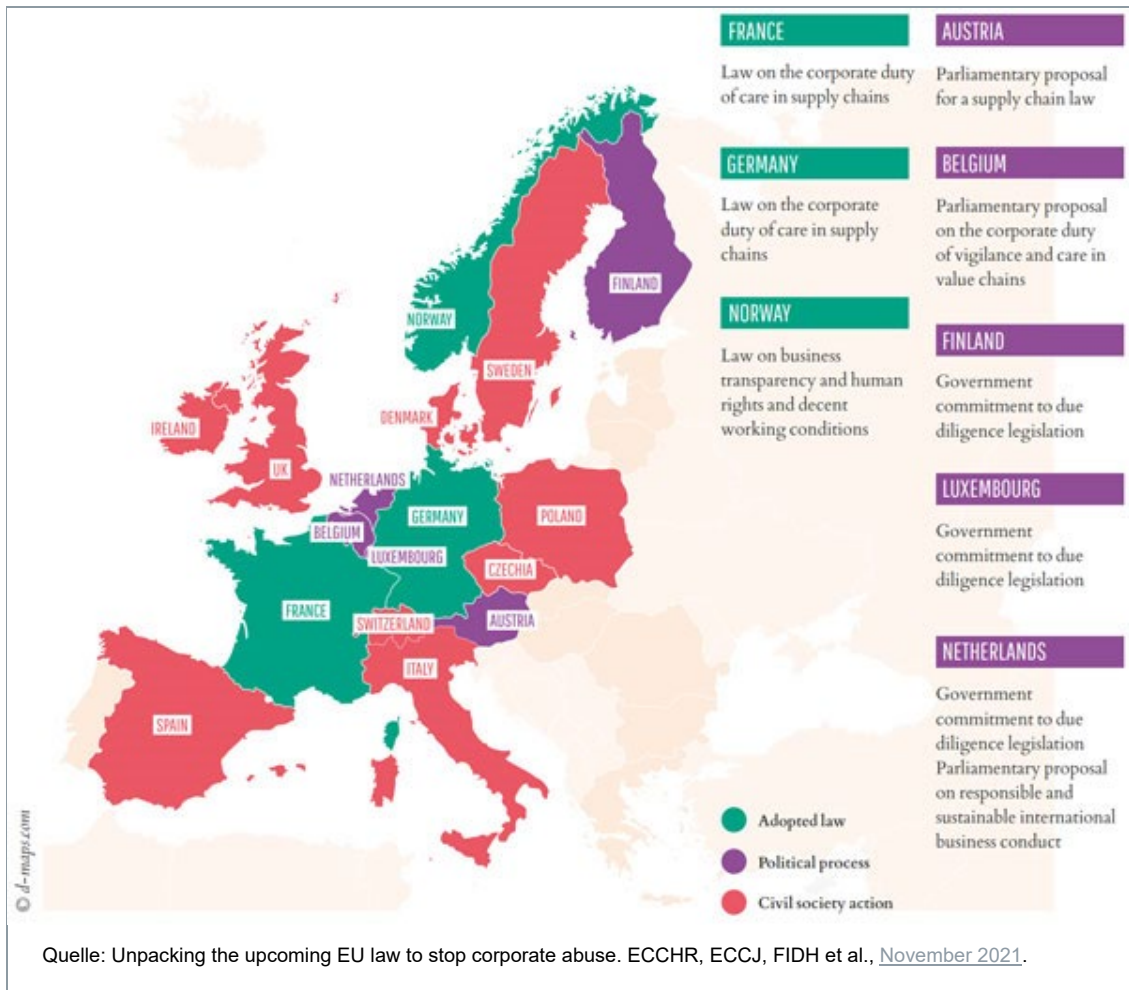 FRANCE
Law on the corporate duty
of care in supply chains
GERMANY
Law on the corporate
duty of care in supply
chains
NORWAY
Law on business
transparency and human
rights and decent
working conditions
AUSTRIA
Parliamentary proposal
for a supply chain law
BELGIUM
Parliamentary proposal
on the corporate duty
of vigilance and care in
value chains
FINLAND
Government
commitment to due
diligence legislation
LUXEMBOURG
Government
commitment to due
diligence legislation
NETHERLANDS
Government
commitment to due
diligence legislation
Parliamentary proposal
on responsible and
sustainable international
business conduct
FINLAND
NORWAY
SWEDEN
DENMARK
IRELAND
UK
NETHERLANDS
BELGIUM
GERMANY
POLAND
LUXEMBOURG
CZECHIA
FRANCE
SWITZERLAND
AUSTRIA
ITALY
SPAIN
Adopted law
Political process
Civil society action
© d-maps.com
Quelle: Unpacking the upcoming EU law to stop corporate abuse. ECCHR, ECCJ, FIDH et al., November 2021.